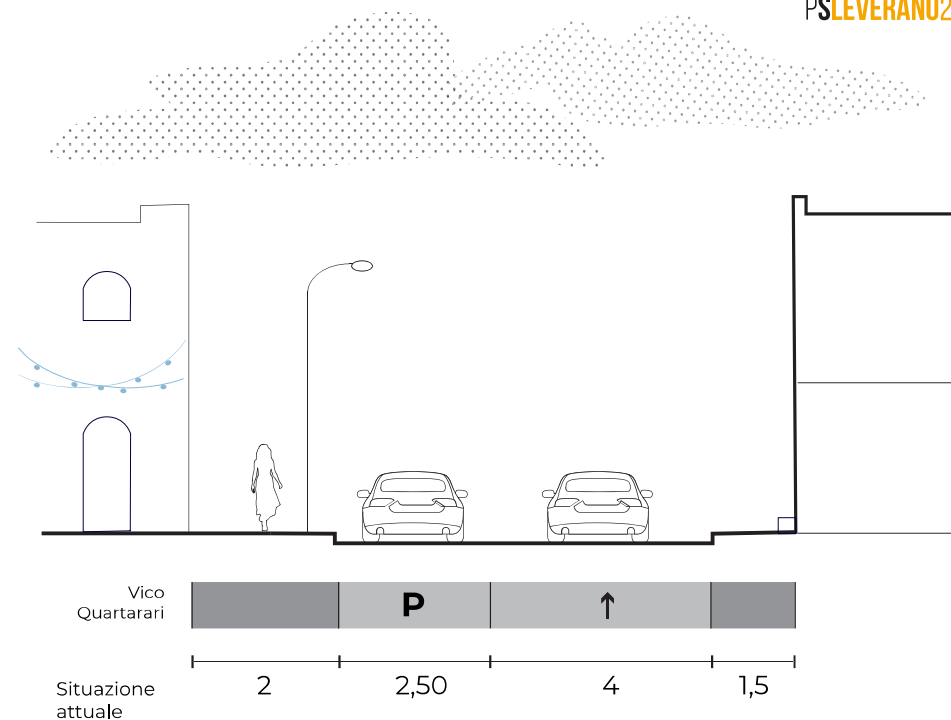 PSLEVERANO2
Vico
Quartarari
P
↑
Situazione
attuale
2
2,50
4
1,5